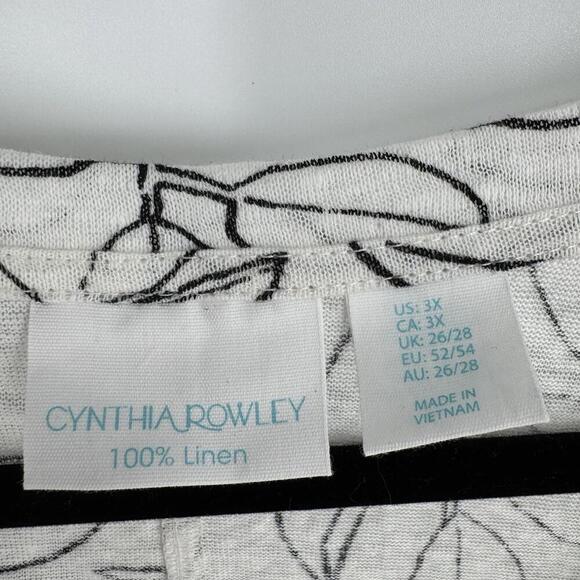 CYNTHIA ROWLEY
100% Linen
US: 3X
CA: 3X
UK: 26/28
EU: 52/54
AU: 26/28
MADE IN
VIETNAM